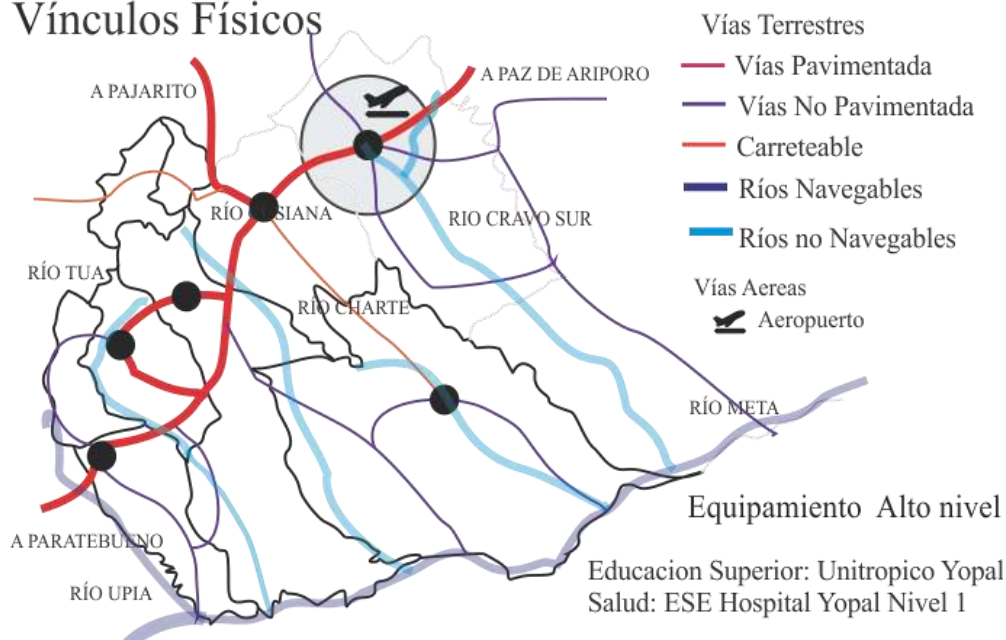 Vínculos Físicos
A PAJARITO
A PAZ DE ARIPORO
RÍO CUSIANA
RIO CRAVO SUR
RÍO TUA
RÍO CHARTE
RÍO META
A PARATEBUENO
RÍO UPIA
Vías Terrestres
Vías Pavimentada
Vías No Pavimentada
Carreteable
Ríos Navegables
Ríos no Navegables
Vías Aereas
Aeropuerto
Equipamiento Alto nivel
Educacion Superior: Unitropico Yopal
Salud: ESE Hospital Yopal Nivel 1